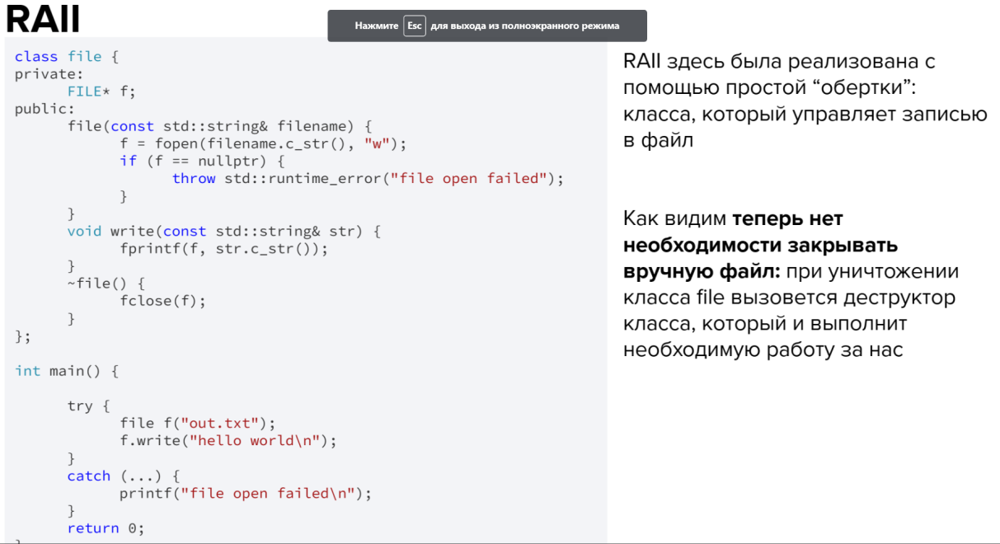 RAII
Нажмите Esc для выхода из полноэкранного режима
class file {
private:
      FILE* f;
public:
      file(const std::string& filename) {
            f = fopen(filename.c_str(), "w");
            if (f == nullptr) {
                  throw std::runtime_error("file open failed");
            }
      }
      void write(const std::string& str) {
            fprintf(f, str.c_str());
      }
      ~file() {
            fclose(f);
      }
};
int main() {
      try {
            file f("out.txt");
            f.write("hello world\n");
      }
      catch (...) {
            printf("file open failed\n");
      }
      return 0;
RAII здесь была реализована с
помощью простой “обертки”:
класса, который управляет записью
в файл
Как видим теперь нет
необходимости закрывать
вручную файл: при уничтожении
класса file вызовется деструктор
класса, который и выполнит
необходимую работу за нас